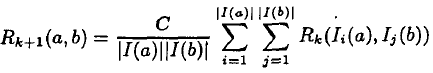 R_{k+1}(a,b) = \frac{C}{|I(a)||I(b)|} \sum_{i=1}^{|I(a)|} \sum_{j=1}^{|I(b)|} R_k(I_i(a), I_j(b))